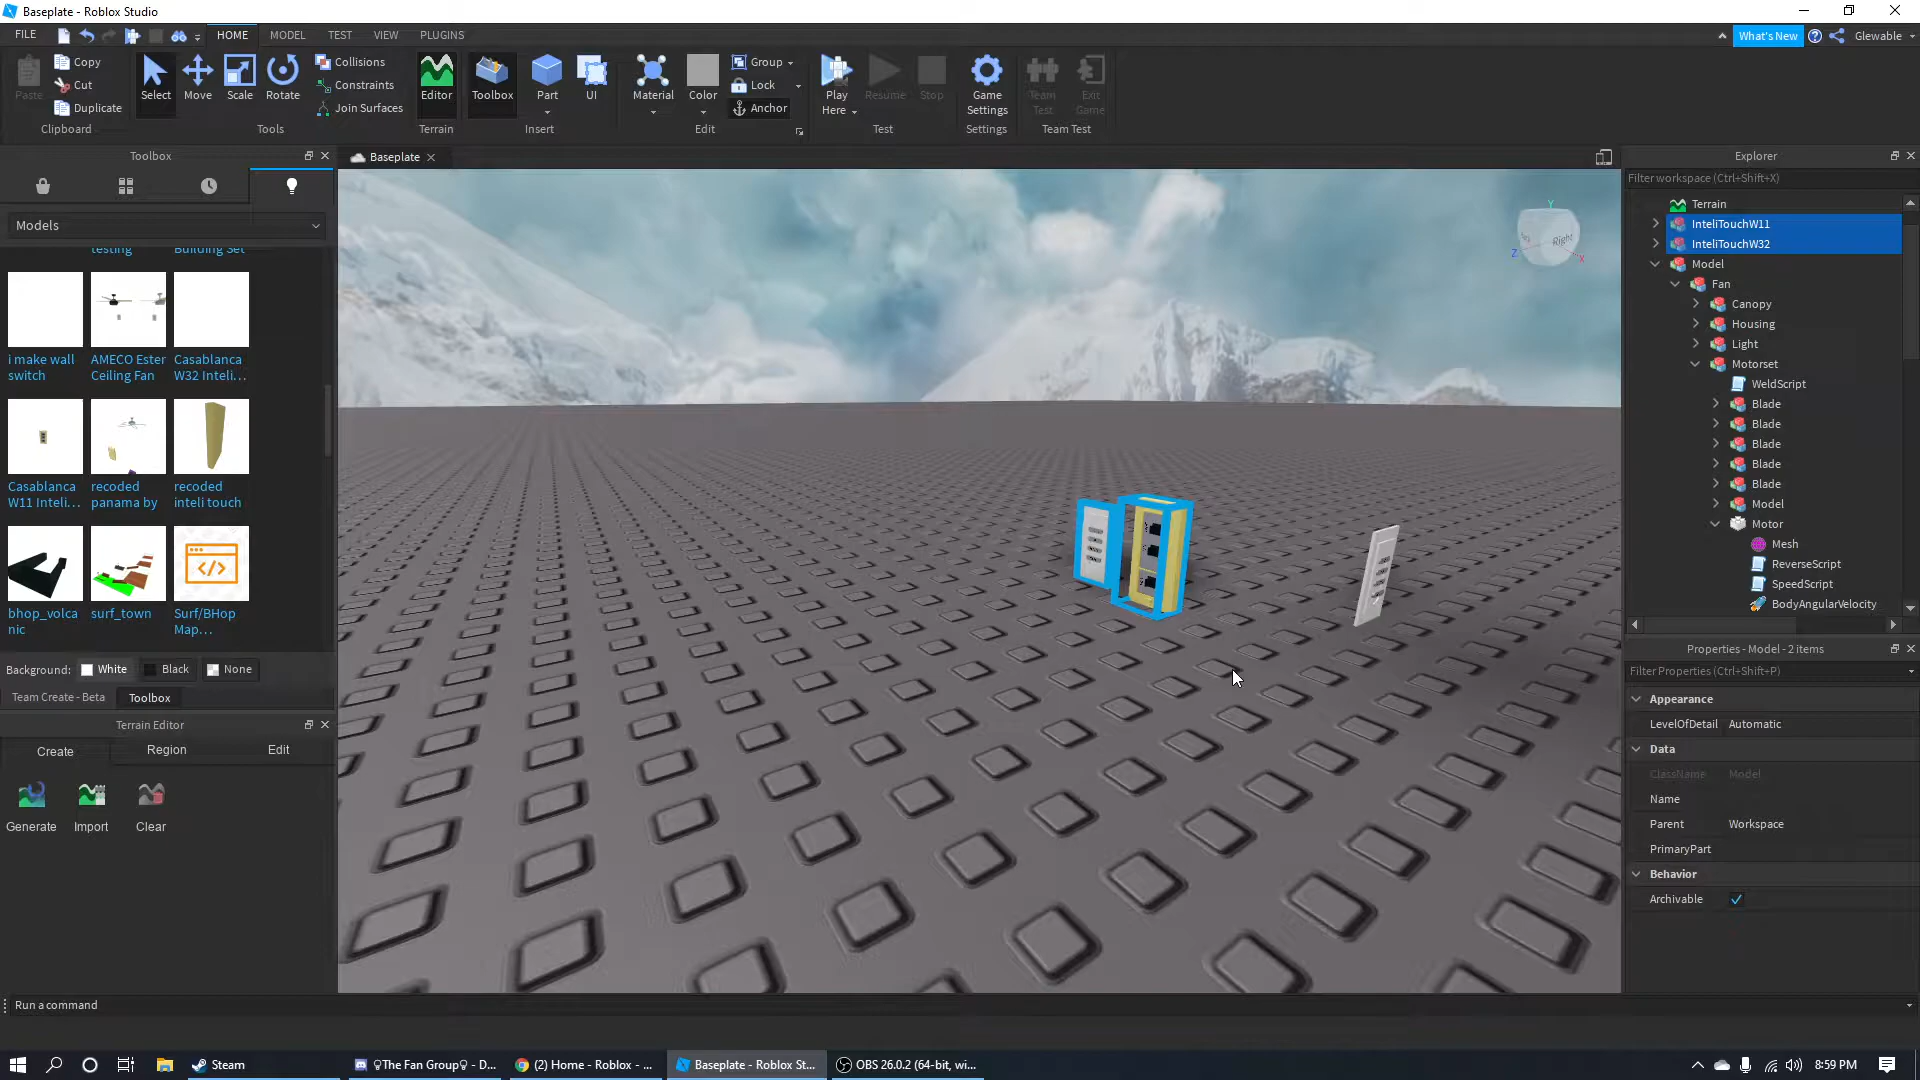 Baseplate - Roblox Studio
FILE
HOME
MODEL
TEST
VIEW
PLUGINS
What's New
Glewable
Paste
Copy
Cut
Duplicate
Clipboard
Select
Move
Scale
Rotate
Collisions
Constraints
Join Surfaces
Tools
Editor
Terrain
Toolbox
Part
UI
Insert
Material
Color
Group
Lock
Anchor
Edit
Play Here
Resume
Stop
Test
Game Settings
Settings
Team Test
Exit Game
Team Test
Toolbox
Models
testing
Building Set
i make wall switch
AMECO Ester Ceiling Fan
Casablanca W32 Inteli...
Casablanca W11 Inteli...
recoded panama by
recoded inteli touch
bhop_volcanic
surf_town
Surf/BHop Map...
Background:
White
Black
None
Team Create - Beta
Toolbox
Terrain Editor
Create
Region
Edit
Generate
Import
Clear
Baseplate
Right
Y
Z
X
Explorer
Filter workspace (Ctrl+Shift+X)
Terrain
InteliTouchW11
InteliTouchW32
Model
Fan
Canopy
Housing
Light
Motorset
WeldScript
Blade
Blade
Blade
Blade
Blade
Model
Motor
Mesh
ReverseScript
SpeedScript
BodyAngularVelocity
Properties - Model - 2 items
Filter Properties (Ctrl+Shift+P)
Appearance
LevelOfDetail Automatic
Data
ClassName Model
Name
Parent Workspace
PrimaryPart
Behavior
Archivable
Run a command
Steam
The Fan Group - D...
(2) Home - Roblox - ...
Baseplate - Roblox St...
OBS 26.0.2 (64-bit, wi...
8:59 PM